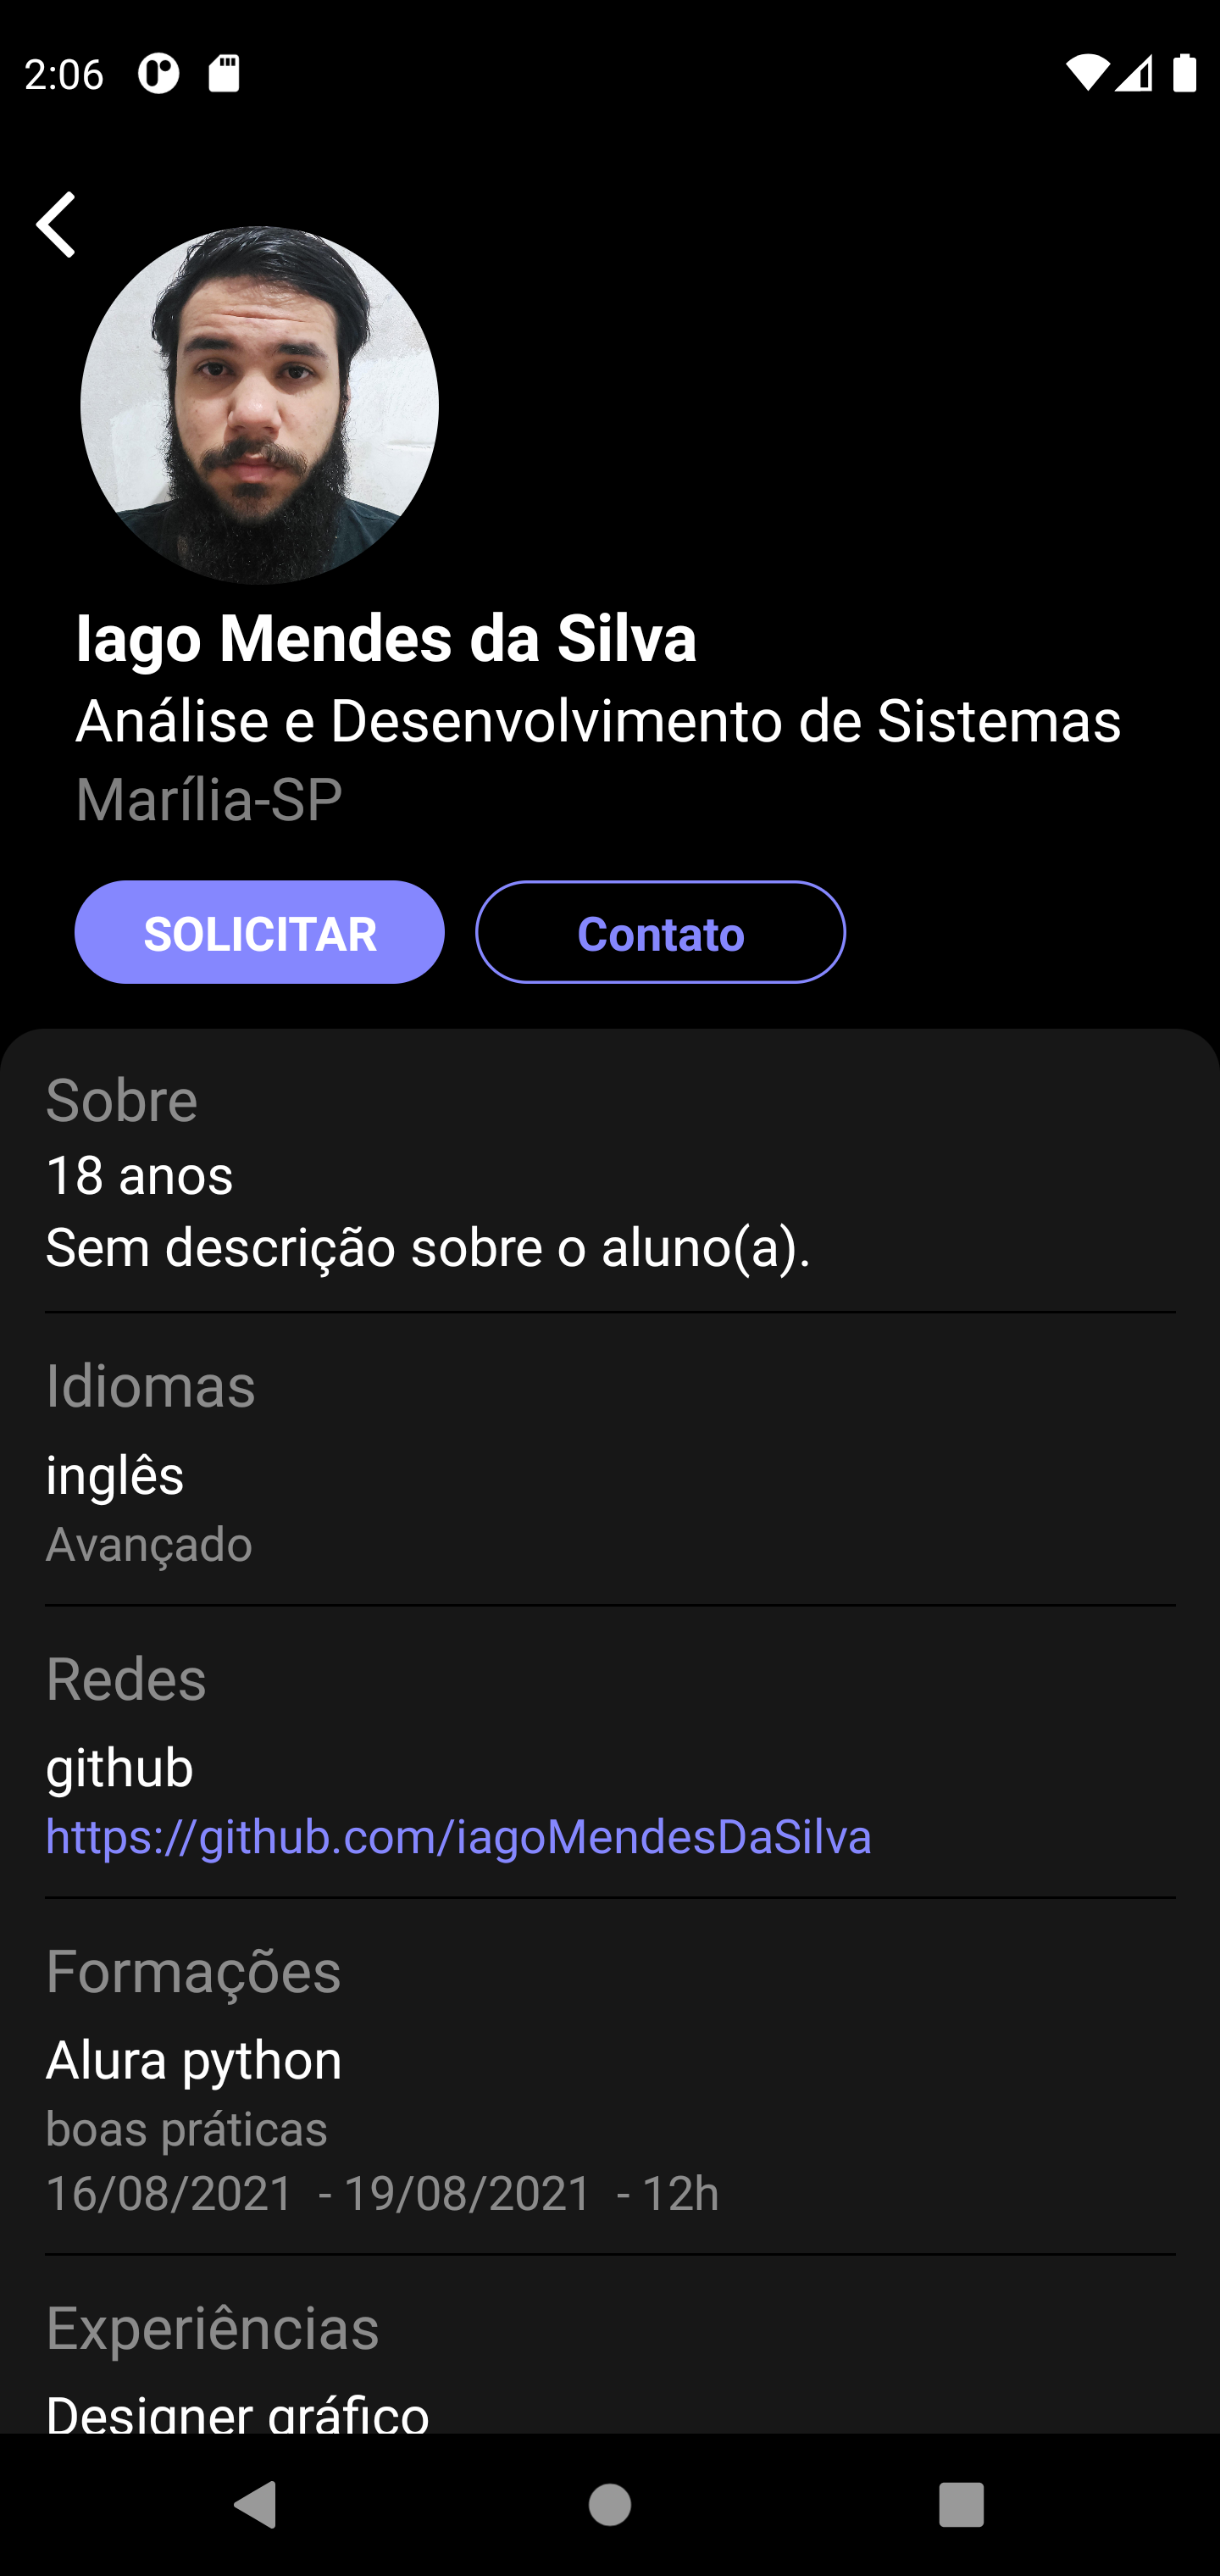 2:06
Iago Mendes da Silva
Análise e Desenvolvimento de Sistemas
Marília-SP
SOLICITAR
Contato
Sobre
18 anos
Sem descrição sobre o aluno(a).
Idiomas
inglês
Avançado
Redes
github
https://github.com/iagoMendesDaSilva
Formações
Alura python
boas práticas
16/08/2021 - 19/08/2021 - 12h
Experiências
Designer gráfico